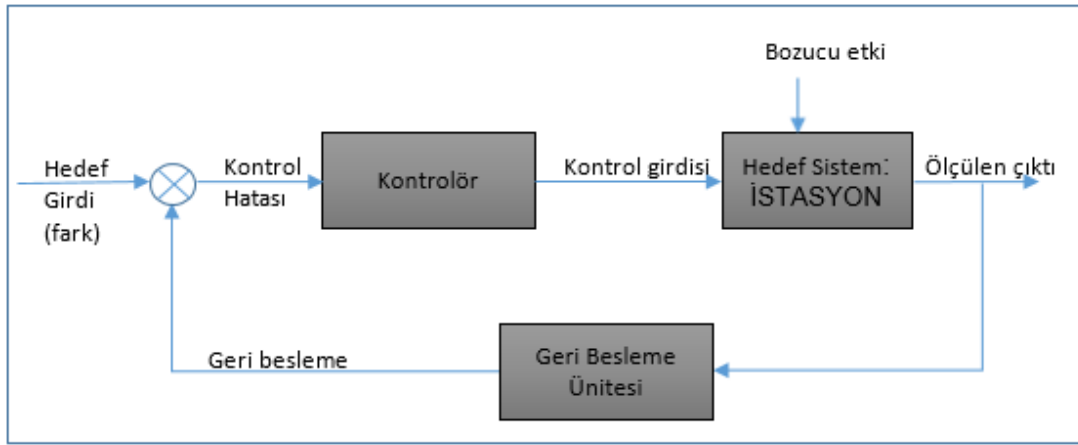 Bozucu etki
Hedef
Girdi
(fark)
Kontrol
Hatası
Kontrolör
Kontrol girdisi
Hedef Sistem:
İSTASYON
Ölçülen çıktı
Geri besleme
Geri Besleme
Ünitesi